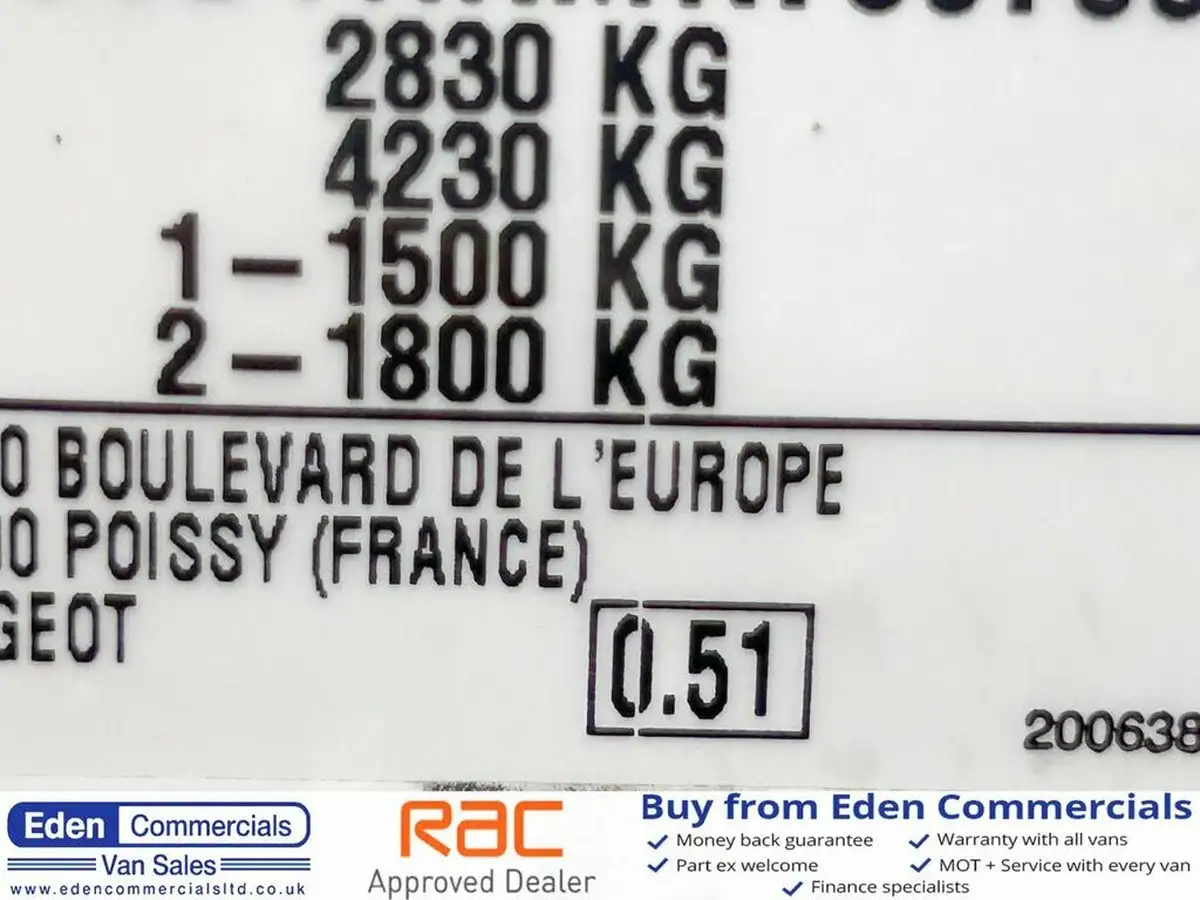 2830 KG
4230 KG
1 - 1500 KG
2 - 1800 KG
0 BOULEVARD DE L'EUROPE
00 POISSY (FRANCE)
GEOT
0.51
200638
Eden Commercials
Van Sales
www.edencommercialsltd.co.uk
RAC
Approved Dealer
Buy from Eden Commercials
Money back guarantee
Warranty with all vans
Part ex welcome
MOT + Service with every van
Finance specialists